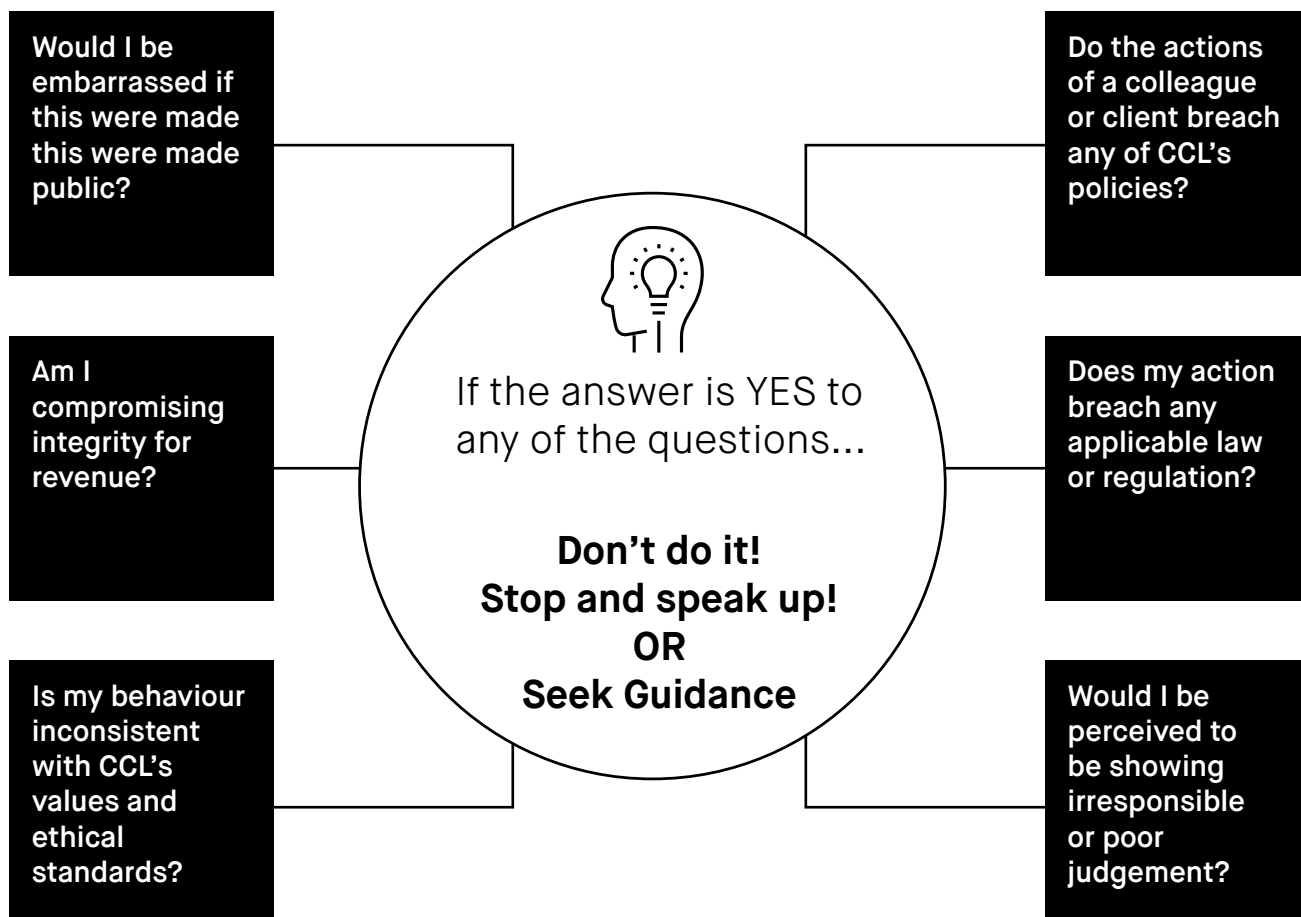 Would I be
embarrassed if
this were made
this were made
public?
Am I
compromising
integrity for
revenue?
Is my behaviour
inconsistent
with CCL’s
values and
ethical
standards?
If the answer is YES to
any of the questions...
Don’t do it!
Stop and speak up!
OR
Seek Guidance
Do the actions
of a colleague
or client breach
any of CCL’s
policies?
Does my action
breach any
applicable law
or regulation?
Would I be
perceived to
be showing
irresponsible
or poor
judgement?